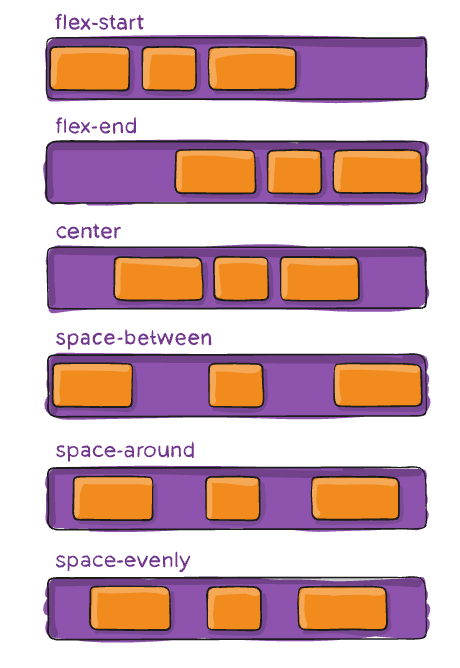 flex-start
flex-end
center
space-between
space-around
space-evenly